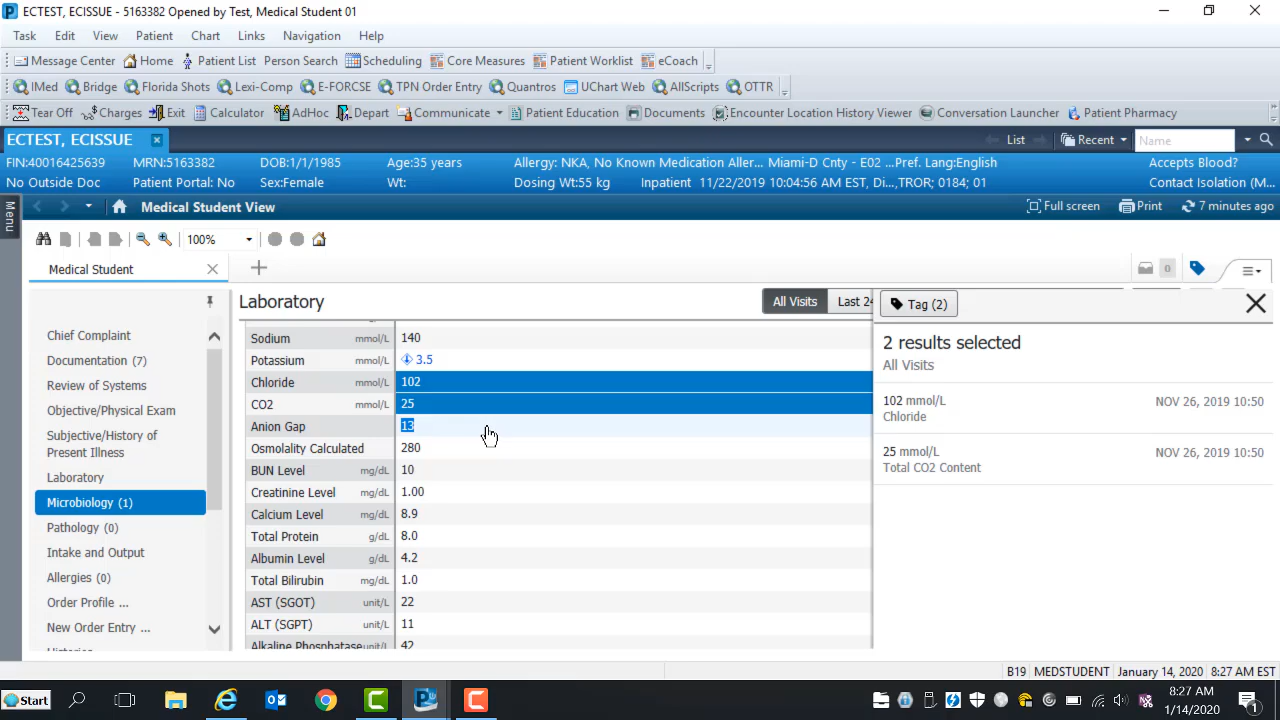 ECTEST, ECISSUE - 5163382 Opened by Test, Medical Student 01
Task Edit View Patient Chart Links Navigation Help
Message Center Home Patient List Person Search Scheduling Core Measures Patient Worklist eCoach
IMed Bridge Florida Shots Lexi-Comp E-FORCSE TPN Order Entry Quantros UChart Web AllScripts OTTR
Tear Off Charges Exit Calculator AdHoc Depart Communicate Patient Education Documents Encounter Location History Viewer Conversation Launcher Patient Pharmacy
ECTEST, ECISSUE List Recent Name
FIN:40016425639 MRN:5163382 DOB:1/1/1985 Age:35 years Allergy: NKA, No Known Medication Aller... Miami-D Cnty - E02 ...Pref. Lang:English Accepts Blood?
No Outside Doc Patient Portal: No Sex:Female Wt: Dosing Wt:55 kg Inpatient 11/22/2019 10:04:56 AM EST, Di...,TROR; 0184; 01 Contact Isolation (M...
Menu
Medical Student View Full screen Print 7 minutes ago
100% 0
Medical Student
Laboratory All Visits Last 24
Chief Complaint
Documentation (7)
Review of Systems
Objective/Physical Exam
Subjective/History of
Present Illness
Laboratory
Microbiology (1)
Pathology (0)
Intake and Output
Allergies (0)
Order Profile ...
New Order Entry ...
Sodium mmol/L 140
Potassium mmol/L 3.5
Chloride mmol/L 102
CO2 mmol/L 25
Anion Gap 13
Osmolality Calculated 280
BUN Level mg/dL 10
Creatinine Level mg/dL 1.00
Calcium Level mg/dL 8.9
Total Protein g/dL 8.0
Albumin Level g/dL 4.2
Total Bilirubin mg/dL 1.0
AST (SGOT) unit/L 22
ALT (SGPT) unit/L 11
Alkaline Phosphatase unit/L 42
Tag (2)
2 results selected
All Visits
102 mmol/L NOV 26, 2019 10:50
Chloride
25 mmol/L NOV 26, 2019 10:50
Total CO2 Content
B19 MEDSTUDENT January 14, 2020 8:27 AM EST
Start 8:27 AM
1/14/2020 1